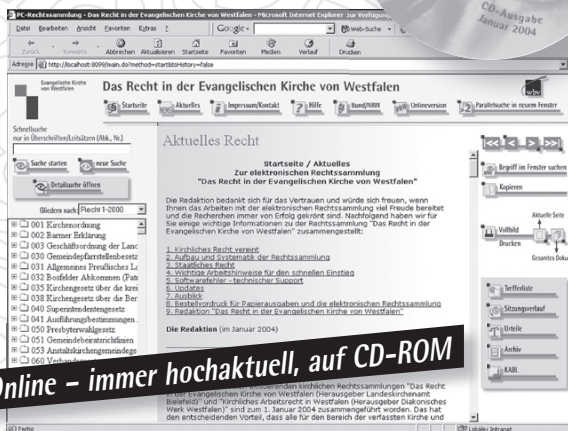 CD-Ausgabe
Januar 2004
PC-Rechtssammlung - Das Recht in der Evangelischen Kirche von Westfalen - Microsoft Internet Explorer zur Verfügung
Datei Bearbeiten Ansicht Favoriten Extras ?
Google
Web-Suche
Zurück Vorwärts Abbrechen Aktualisieren Startseite Favoriten Medien Verlauf Drucken
Adresse http://localhost:8099/main.do?method=start&toHistory=false
Evangelische Kirche
von Westfalen
Das Recht in der Evangelischen Kirche von Westfalen
wbv
Startseite Aktuelles Impressum/Kontakt Hilfe Bund/NRW Onlineversion Parallelsuche in neuem Fenster
Schnellsuche
nur in Überschriften/Leitsätzen (Abk., Nr.)
Suche starten neue Suche
Detailsuche öffnen
Gliedern nach: Recht 1-2000
001 Kirchenordnung
002 Barmer Erklärung
003 Geschäftsordnung der Land
030 Gemeindepfarrstellenbesetz
031 Allgemeines Preußisches La
032 Bosfelder Abkommen (Patr
035 Kirchengesetz über die krei
038 Kirchengesetz über die Ber
040 Superintendentengesetz
041 Ausführungsbestimmungen
050 Presbyterwahlgesetz
051 Gemeindebeiratsrichtlinien
053 Anstaltskirchengemeindege
060 Verbandsgesetz
Aktuelles Recht
Startseite / Aktuelles
Zur elektronischen Rechtssammlung
"Das Recht in der Evangelischen Kirche von Westfalen"
Die Redaktion bedankt sich für das Vertrauen und würde sich freuen, wenn
Ihnen das Arbeiten mit der elektronischen Rechtssammlung viel Freude bereitet
und die Recherchen immer von Erfolg gekrönt sind. Nachfolgend haben wir für
Sie einige wichtige Informationen zu der Rechtssammlung "Das Recht in der
Evangelischen Kirche von Westfalen" zusammengestellt:
1. Kirchliches Recht vereint
2. Aufbau und Systematik der Rechtssammlung
3. Staatliches Recht
4. Wichtige Arbeitshinweise für den schnellen Einstieg
5. Softwarefehler - technischer Support
6. Updates
7. Ausblick
8. Bestellvordruck für Papierausgaben und die elektronischen Rechtssammlung
9. Redaktion "Das Recht in der Evangelischen Kirche von Westfalen"
Die Redaktion (im Januar 2004)
existierenden kirchlichen Rechtssammlungen "Das Recht
in der Evangelischen Kirche von Westfalen (Herausgeber Landeskirchenamt
Bielefeld)" und "Kirchliches Arbeitsrecht in Westfalen (Herausgeber Diakonisches
Werk Westfalen)" sind zum 1. Januar 2004 zusammengeführt worden. Das hat
den entscheidenden Vorteil, dass alle für den Bereich der verfassten Kirche und
Begriff im Fenster suchen
Kopieren
Aktuelle Seite
Vollbild
Drucken
Gesamtes Doku
Trefferliste
Sitzungsverlauf
Urteile
Archiv
KABl.
Online – immer hochaktuell, auf CD-ROM
Fertig
Lokales Intranet